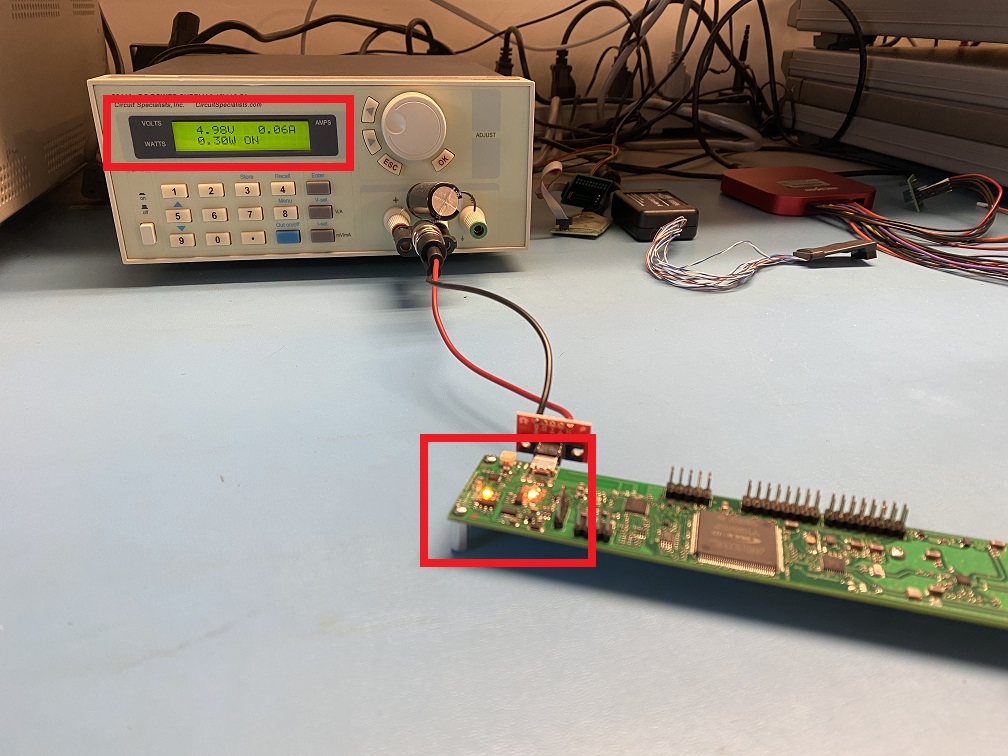 Circuit Specialists, Inc. CircuitSpecialists.com
VOLTS
4.98V 0.06A
AMPS
WATTS
0.30W ON
ADJUST
ESC
OK
Store Recall Enter
1 2 3 4
Menu V-set
5 6 7 8
on
off
Out on/off
9 0 .